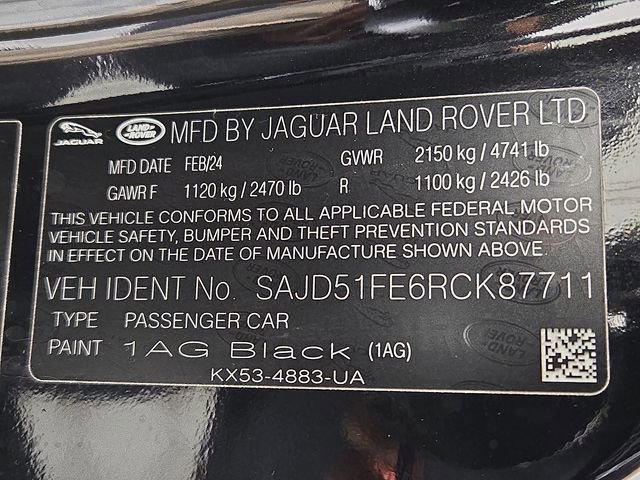 JAGUAR LAND ROVER MFD BY JAGUAR LAND ROVER LTD
MFD DATE FEB/24 GVWR 2150 kg / 4741 lb
GAWR F 1120 kg / 2470 lb R 1100 kg / 2426 lb
THIS VEHICLE CONFORMS TO ALL APPLICABLE FEDERAL MOTOR
VEHICLE SAFETY, BUMPER AND THEFT PREVENTION STANDARDS
IN EFFECT ON THE DATE OF MANUFACTURE SHOWN ABOVE.
VEH IDENT No. SAJD51FE6RCK87711
TYPE PASSENGER CAR
PAINT 1AG Black (1AG)
KX53-4883-UA